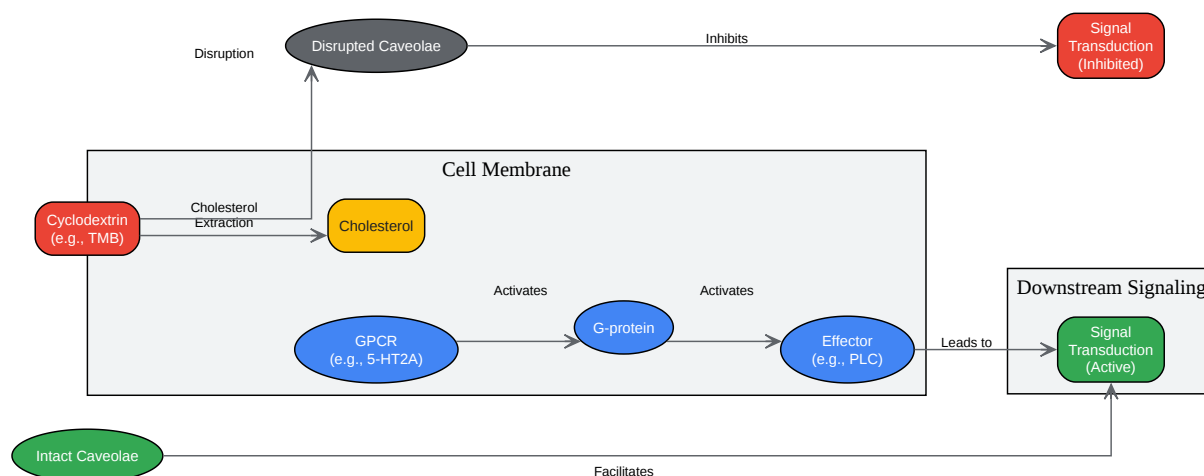 Disruption
Disrupted Caveolae
Inhibits
Signal
Transduction
(Inhibited)
Cell Membrane
Cyclodextrin
(e.g., TMB)
Cholesterol
Extraction
Cholesterol
GPCR
(e.g., 5-HT2A)
Activates
G-protein
Activates
Effector
(e.g., PLC)
Leads to
Downstream Signaling
Signal
Transduction
(Active)
Intact Caveolae
Facilitates